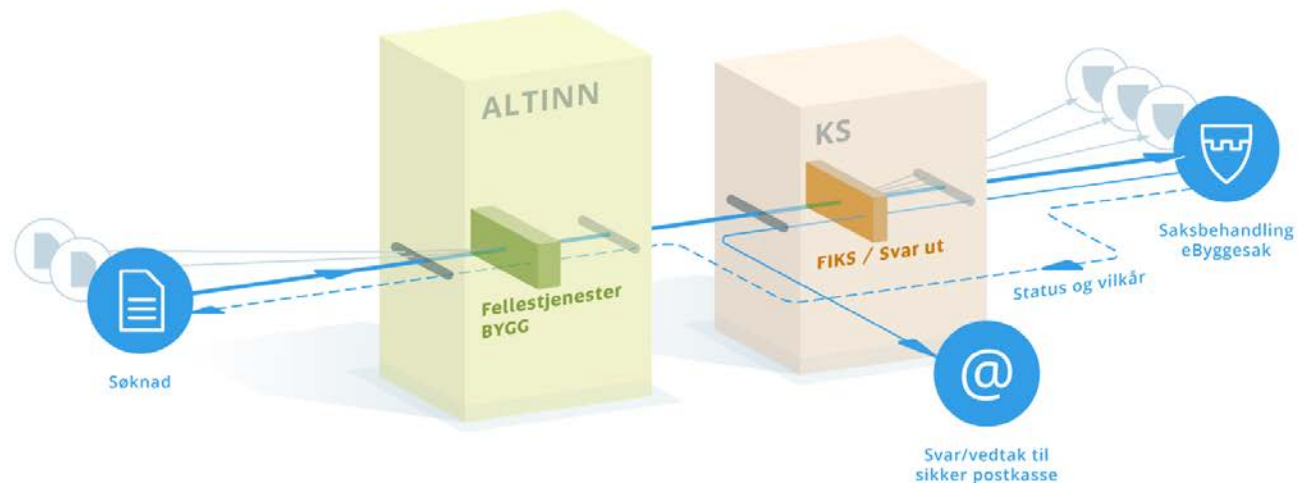 ALTINN
KS
Fellestjenester
BYGG
FIKS / Svar ut
Søknad
Saksbehandling
eByggesak
Status og vilkår
@
Svar/vedtak til
sikker postkasse